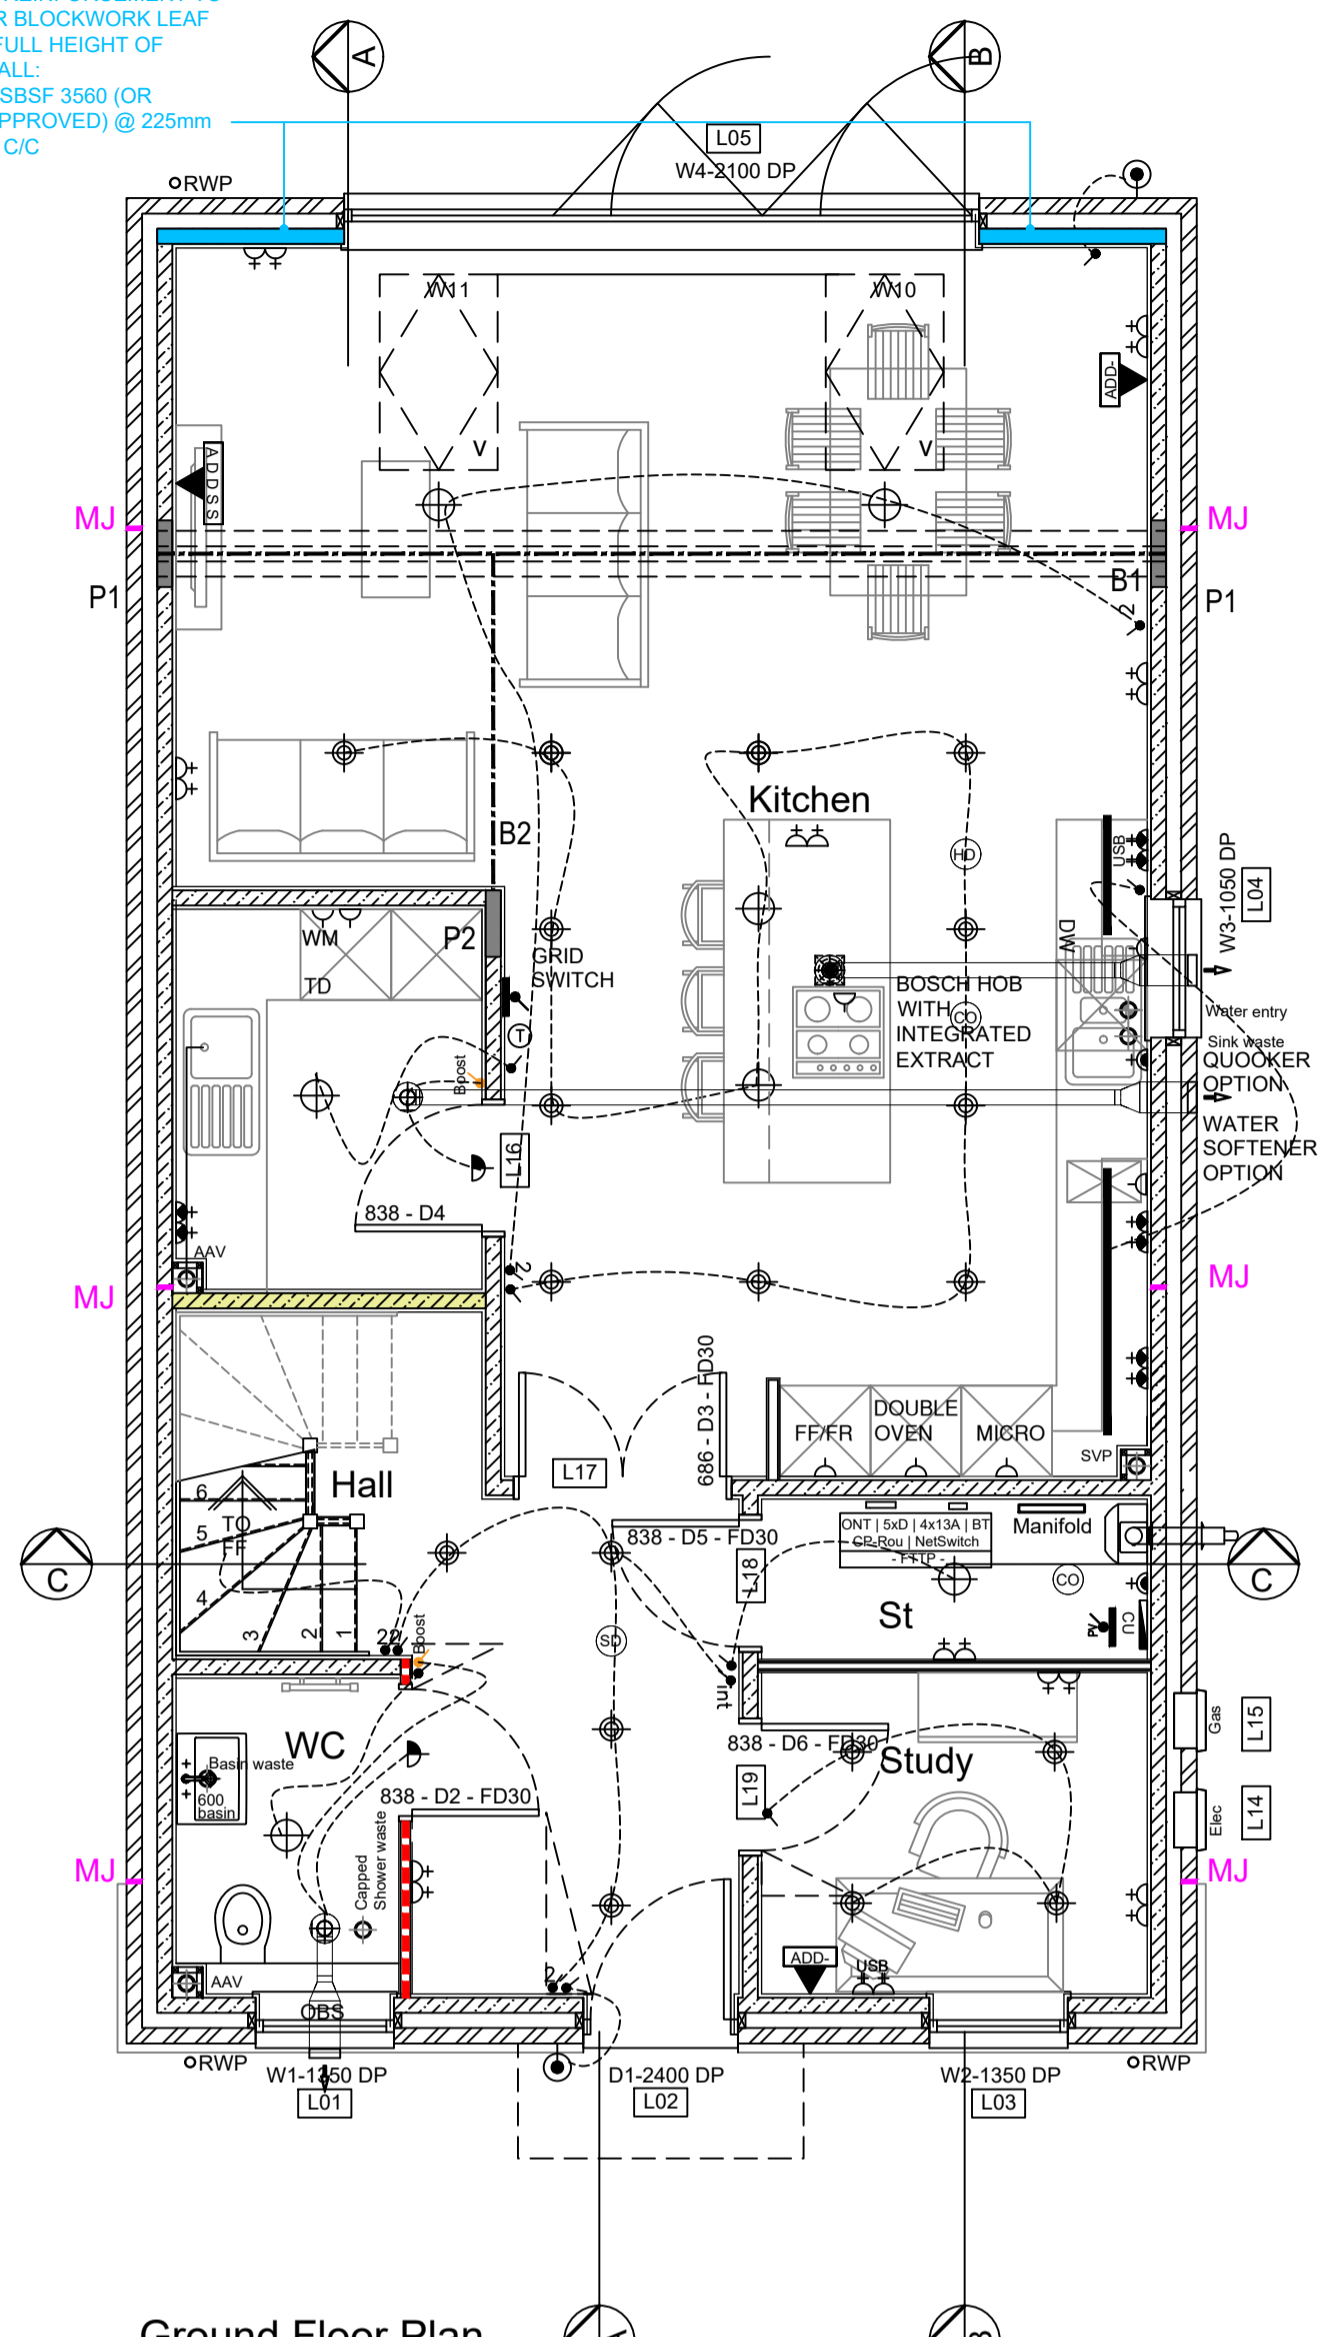 R BLOCKWORK LEAF
FULL HEIGHT OF
ALL:
SBSF 3560 (OR
PPROVED) @ 225mm
C/C
A
B
L05
W4-2100 DP
RWP
W11
W10
V
V
ADD-
ADDSS
MJ
MJ
P1
B1
P1
2
B2
Kitchen
HD
USB
W3-1050 DP
L04
WM
P2
TD
GRID
SWITCH
DW
BOSCH HOB
WITH
INTEGRATED
EXTRACT
CO
T
Boost
Water entry
Sink waste
QUOOKER
OPTION
WATER
SOFTENER
OPTION
L16
838 - D4
AAV
2
MJ
MJ
686 - D3 - FD30
FF/FR
DOUBLE
OVEN
MICRO
SVP
L17
Hall
838 - D5 - FD30
ONT | 5xD | 4x13A | BT
CP-Rou | NetSwitch
- FTTP -
Manifold
6
5
4
3
2
1
TO
FF
C
C
L18
CO
St
PV
CU
22
Boost
SD
int
WC
838 - D6 - FD30
Study
Gas
L15
Basin waste
600
basin
838 - D2 - FD30
L19
Elec
L14
Capped
Shower waste
MJ
MJ
AAV
2
ADD-
USB
OBS
RWP
W1-1350 DP
L01
D1-2400 DP
L02
W2-1350 DP
L03
RWP
Ground Floor Plan
A
B